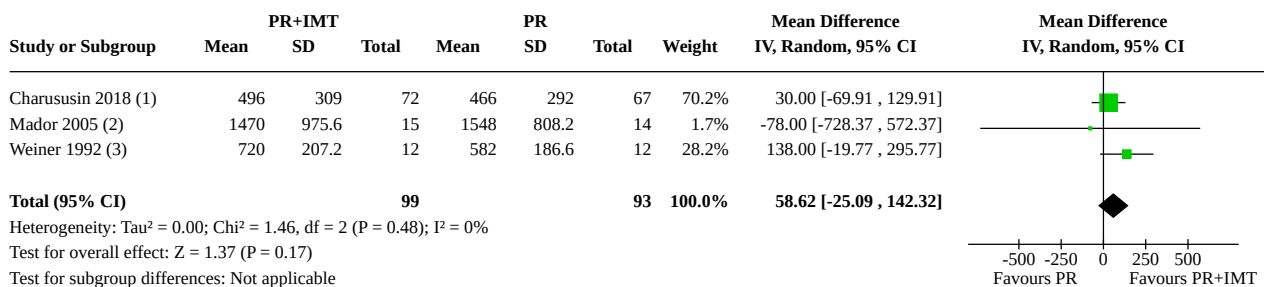 PR+IMT PR Mean Difference Mean Difference
Study or Subgroup Mean SD Total Mean SD Total Weight IV, Random, 95% CI IV, Random, 95% CI
Charususin 2018 (1) 496 309 72 466 292 67 70.2% 30.00 [-69.91 , 129.91]
Mador 2005 (2) 1470 975.6 15 1548 808.2 14 1.7% -78.00 [-728.37 , 572.37]
Weiner 1992 (3) 720 207.2 12 582 186.6 12 28.2% 138.00 [-19.77 , 295.77]
Total (95% CI) 99 93 100.0% 58.62 [-25.09 , 142.32]
Heterogeneity: Tau² = 0.00; Chi² = 1.46, df = 2 (P = 0.48); I² = 0%
Test for overall effect: Z = 1.37 (P = 0.17)
-500 -250 0 250 500
Test for subgroup differences: Not applicable
Favours PR Favours PR+IMT